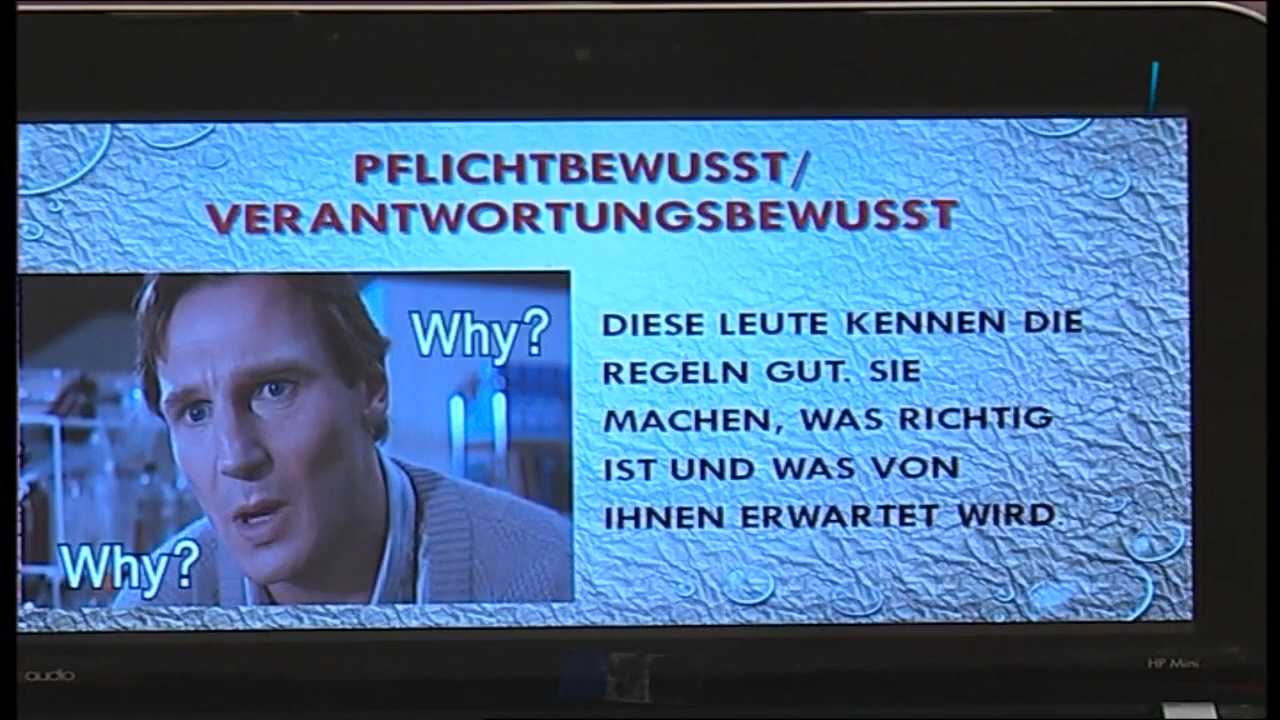 PFLICHTBEWUSST/
VERANTWORTUNGSBEWUSST
Why?
Why?
DIESE LEUTE KENNEN DIE
REGELN GUT. SIE
MACHEN, WAS RICHTIG
IST UND WAS VON
IHNEN ERWARTET WIRD.
audio
HP Mini